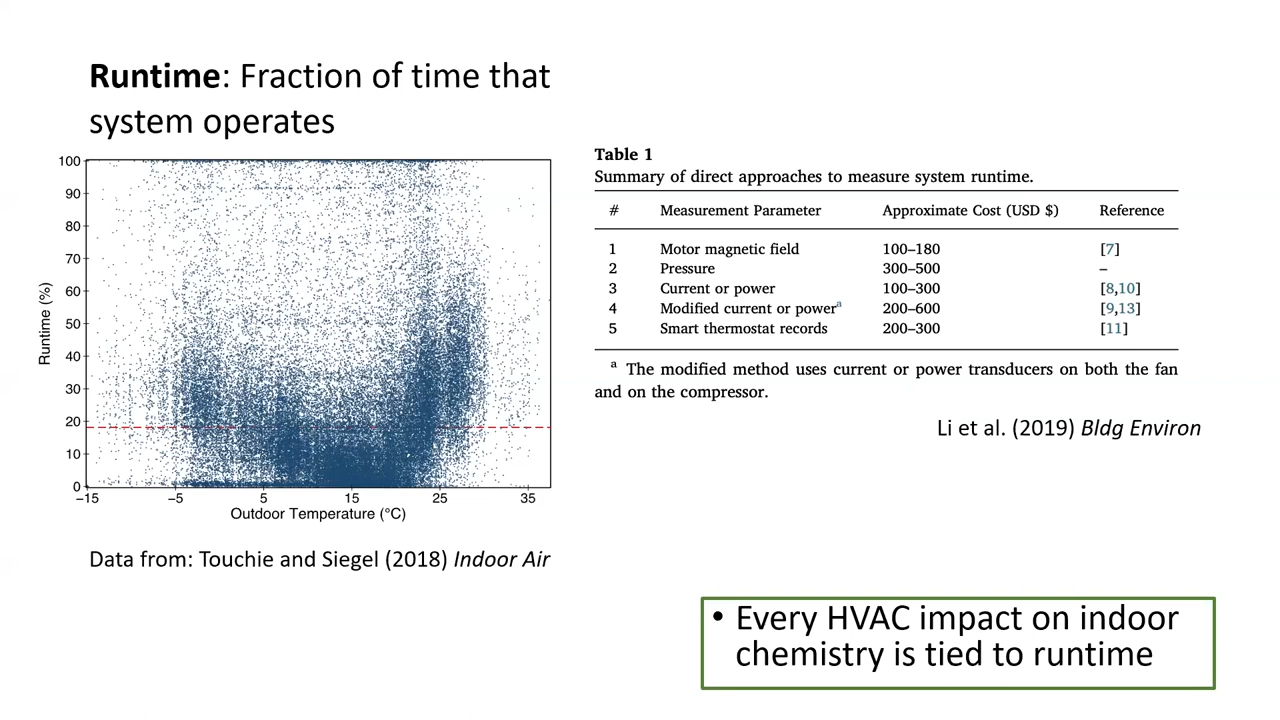 Runtime: Fraction of time that
system operates
100
90
80
70
60
50
40
30
20
10
0
Runtime (%)
−15
−5
5
15
25
35
Outdoor Temperature (°C)
Data from: Touchie and Siegel (2018) Indoor Air
Table 1
Summary of direct approaches to measure system runtime.
# Measurement Parameter Approximate Cost (USD $) Reference
1 Motor magnetic field 100–180 [7]
2 Pressure 300–500 –
3 Current or power 100–300 [8,10]
4 Modified current or powerᵃ 200–600 [9,13]
5 Smart thermostat records 200–300 [11]
ᵃ The modified method uses current or power transducers on both the fan
and on the compressor.
Li et al. (2019) Bldg Environ
• Every HVAC impact on indoor
chemistry is tied to runtime